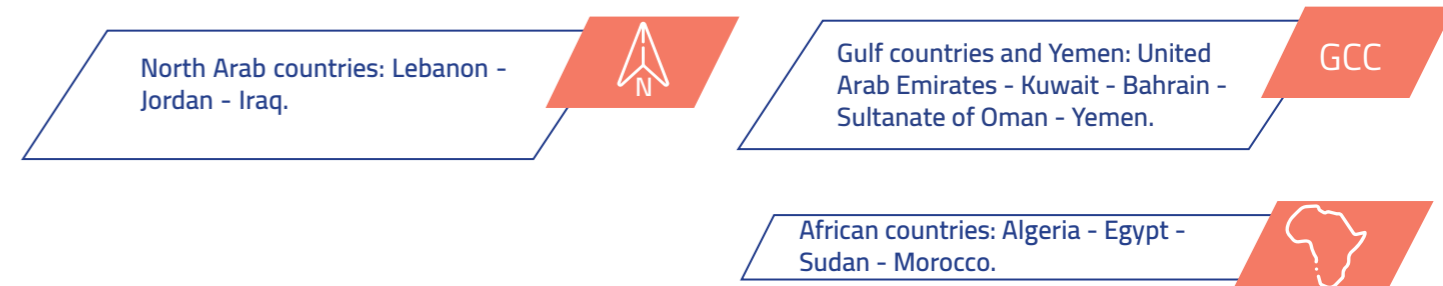 North Arab countries: Lebanon -
Jordan - Iraq.
N
Gulf countries and Yemen: United
Arab Emirates - Kuwait - Bahrain -
Sultanate of Oman - Yemen.
GCC
African countries: Algeria - Egypt -
Sudan - Morocco.